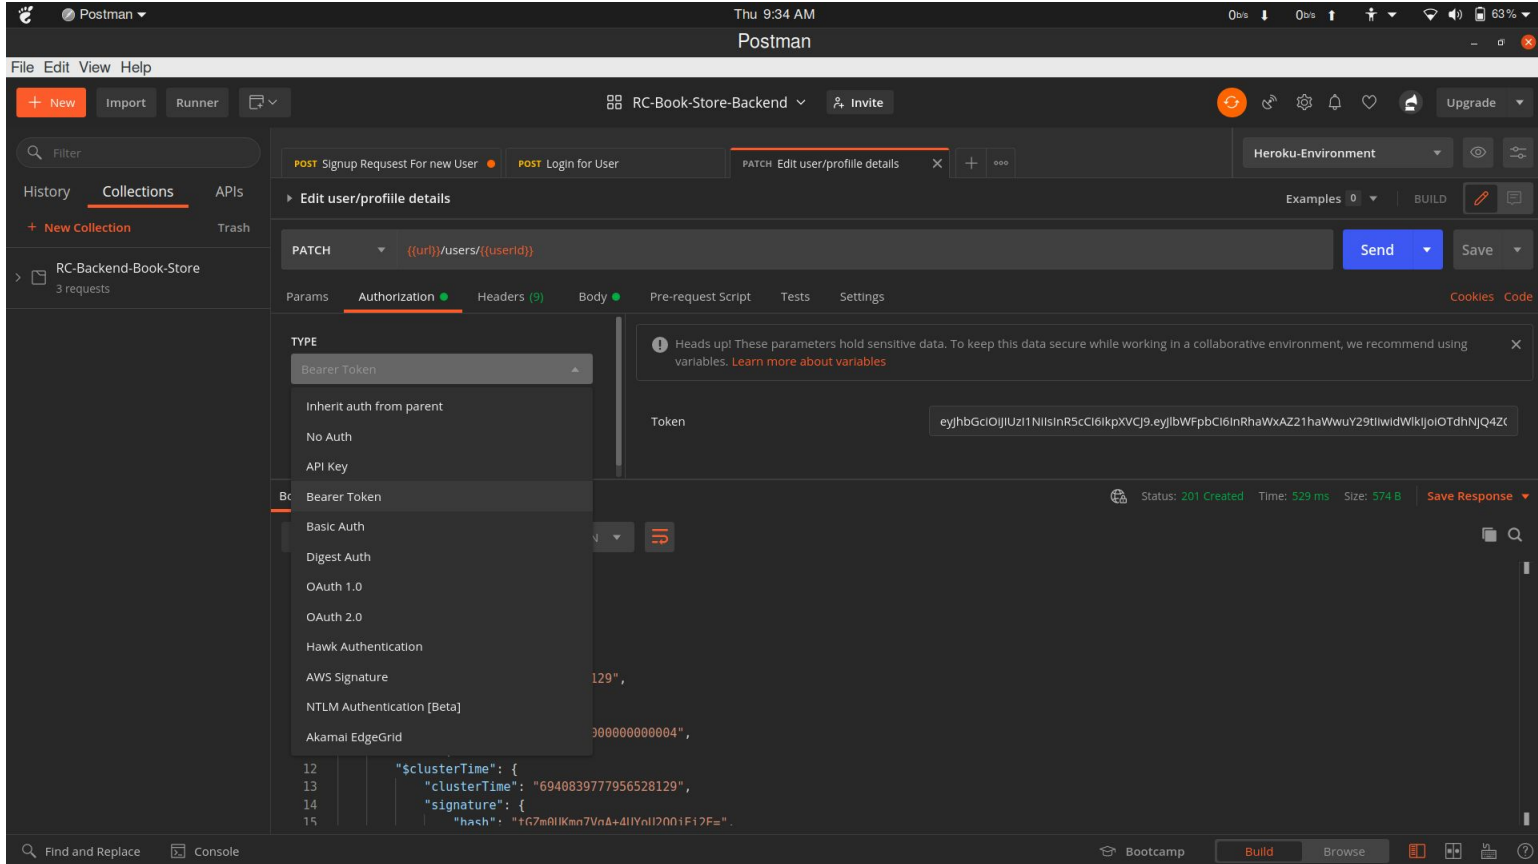 Postman
Thu 9:34 AM
0b/s 0b/s 63%
Postman
File Edit View Help
+ New Import Runner
RC-Book-Store-Backend Invite
Upgrade
Filter
POST Signup Requsest For new User
POST Login for User
PATCH Edit user/profiile details X +
Heroku-Environment
History Collections APIs
Edit user/profiile details
Examples 0 BUILD
+ New Collection Trash
PATCH {{url}}/users/{{userId}}
Send Save
RC-Backend-Book-Store
3 requests
Params Authorization Headers (9) Body Pre-request Script Tests Settings
Cookies Code
TYPE
Bearer Token
Heads up! These parameters hold sensitive data. To keep this data secure while working in a collaborative environment, we recommend using
variables. Learn more about variables
Token
Inherit auth from parent
No Auth
API Key
Bearer Token
Basic Auth
Digest Auth
OAuth 1.0
OAuth 2.0
Hawk Authentication
AWS Signature
NTLM Authentication [Beta]
Akamai EdgeGrid
Status: 201 Created Time: 529 ms Size: 574 B Save Response
129",
000000000004",
12 "$clusterTime": {
13 "clusterTime": "6940839777956528129",
14 "signature": {
15 "hash":
Find and Replace Console
Bootcamp Build Browse